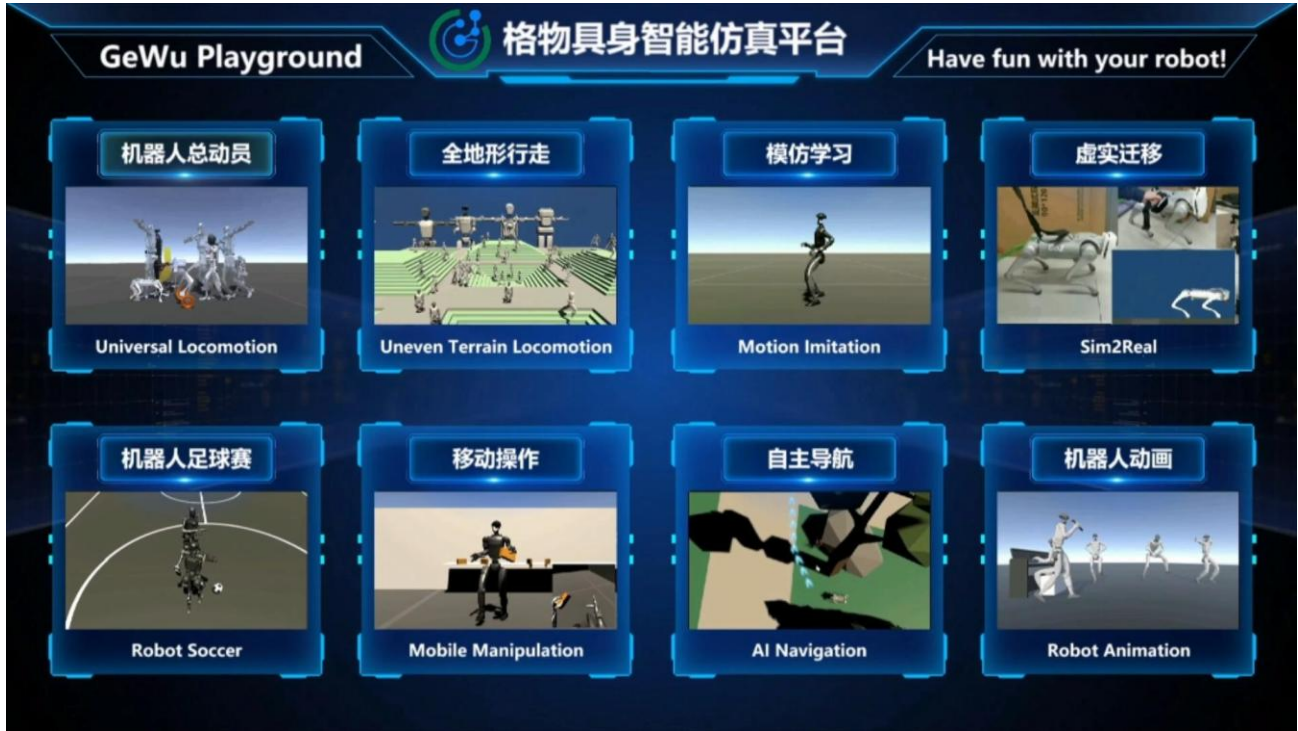 GeWu Playground
格物具身智能仿真平台
Have fun with your robot!
机器人总动员
全地形行走
模仿学习
虚实迁移
Universal Locomotion
Uneven Terrain Locomotion
Motion Imitation
Sim2Real
机器人足球赛
移动操作
自主导航
机器人动画
Robot Soccer
Mobile Manipulation
AI Navigation
Robot Animation